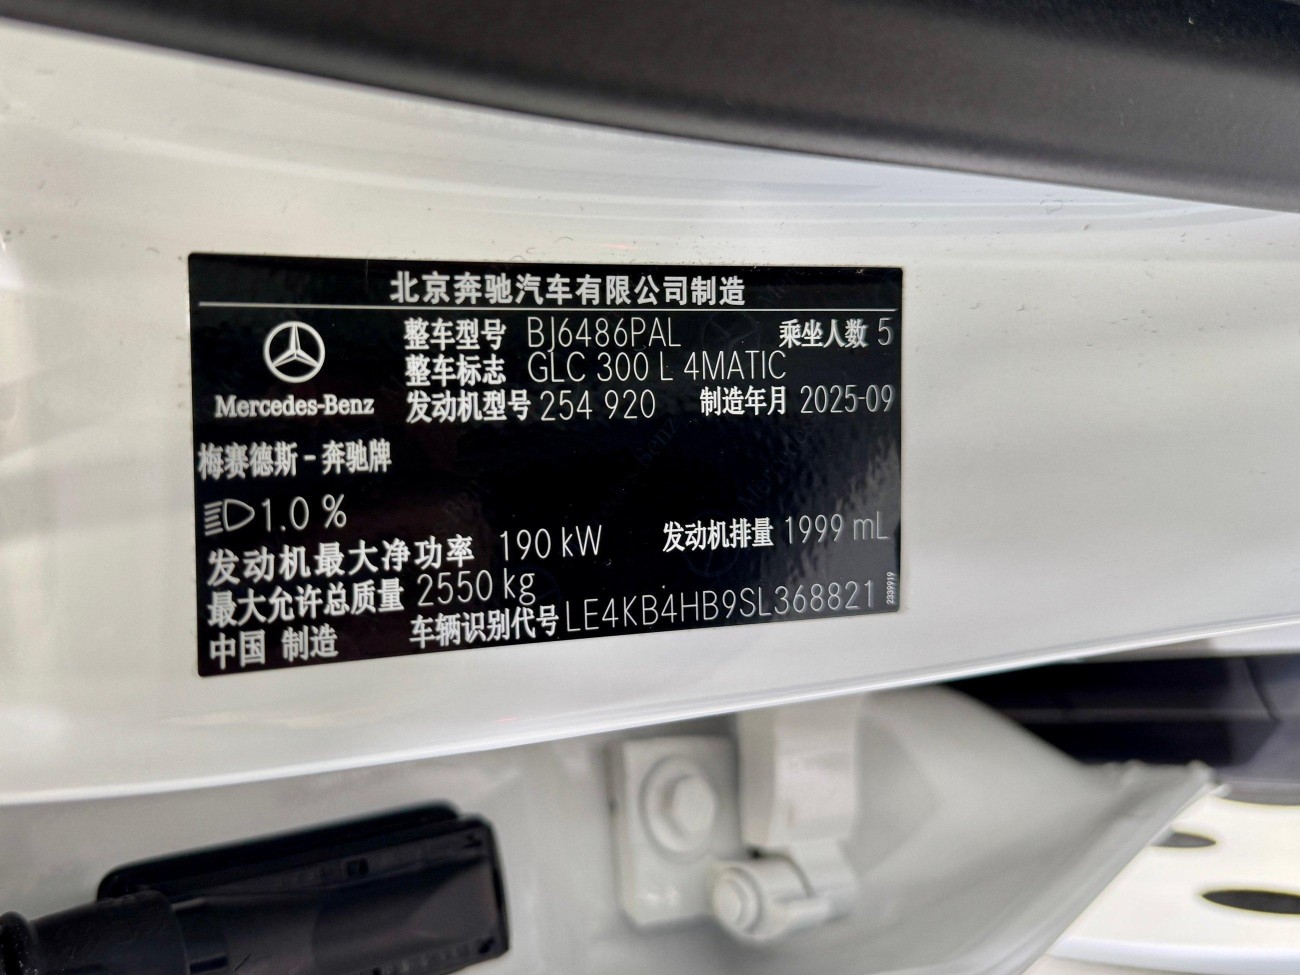 北京奔驰汽车有限公司制造
整车型号 BJ6486PAL 乘坐人数 5
整车标志 GLC 300 L 4MATIC
Mercedes-Benz 发动机型号 254 920 制造年月 2025-09
梅赛德斯-奔驰牌
1.0 %
发动机最大净功率 190 kW 发动机排量 1999 mL
最大允许总质量 2550 kg
中国 制造 车辆识别代号 LE4KB4HB9SL368821
2339919